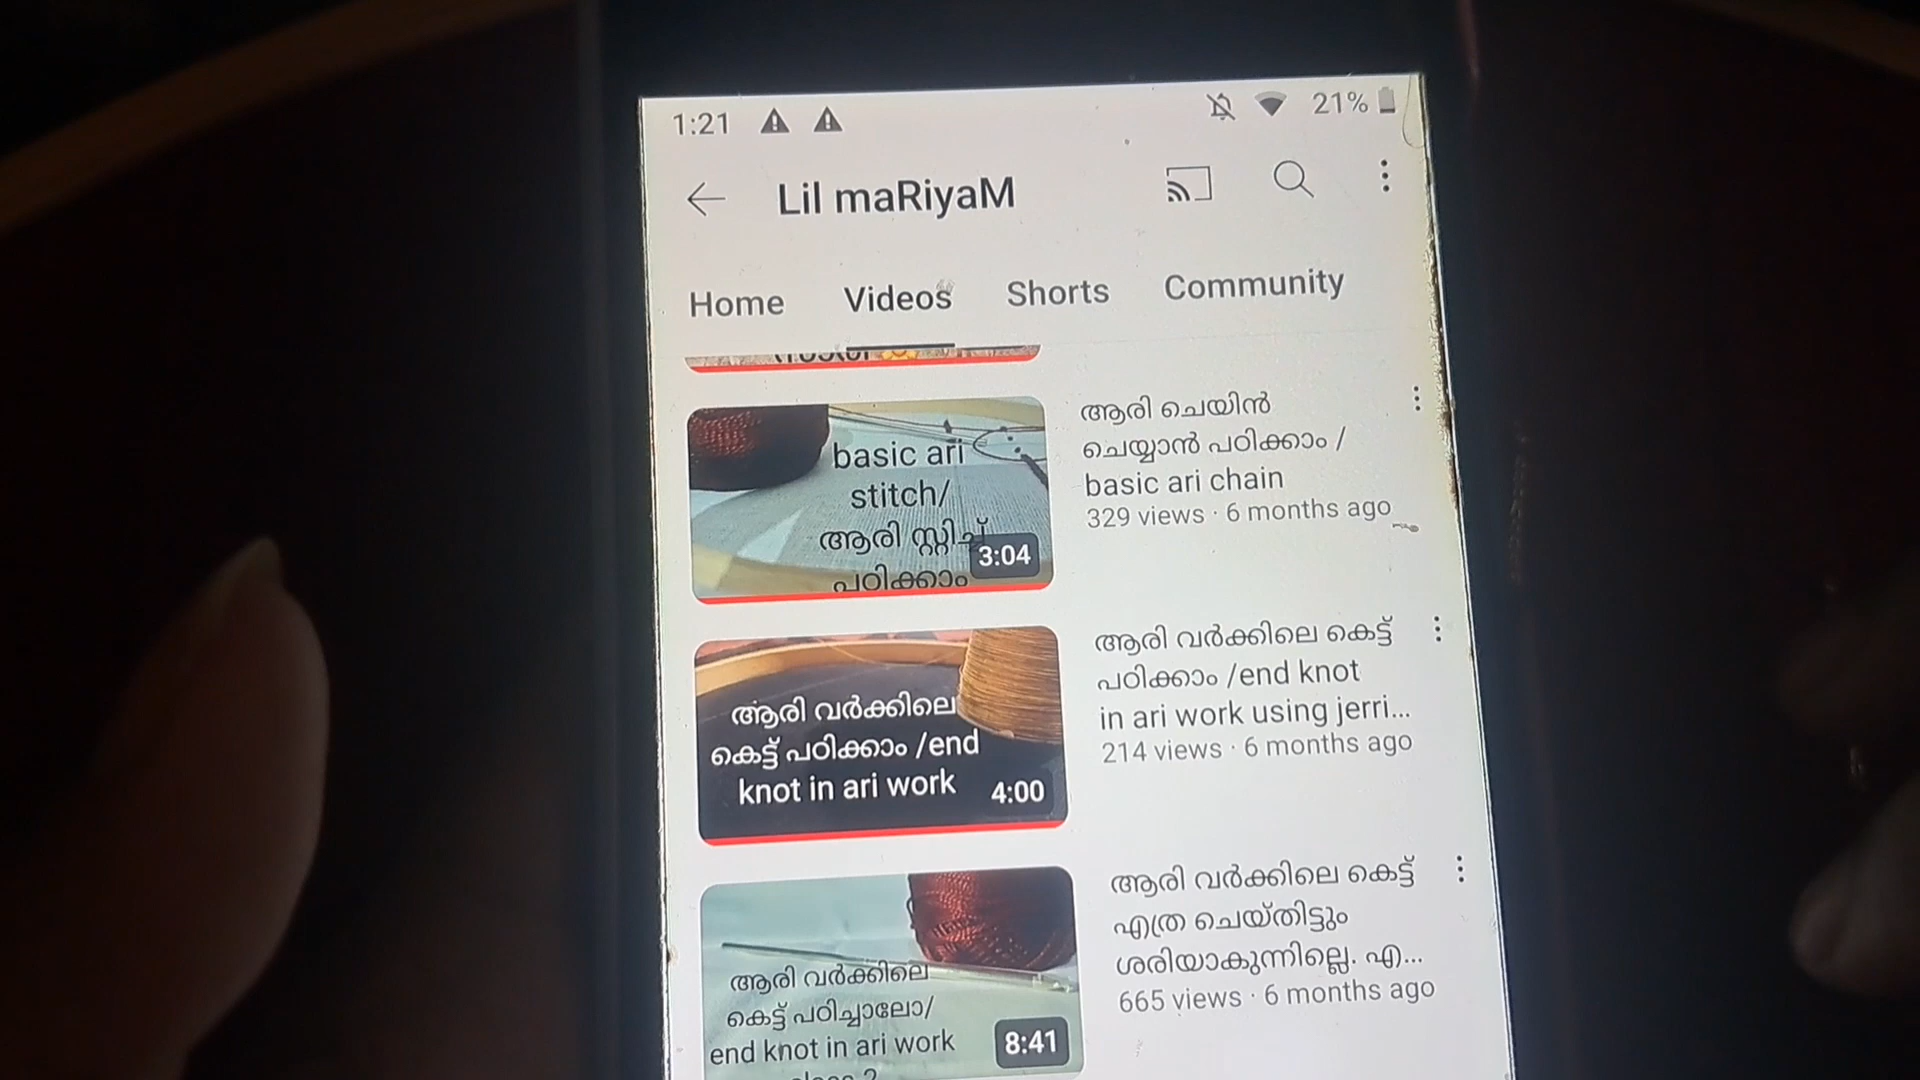 1:21
21%
Lil maRiyaM
Home Videos Shorts Community
basic ari
stitch/
ആരി സ്റ്റിച്ച്
പഠിക്കാം
3:04
ആരി ചെയിൻ
ചെയ്യാൻ പഠിക്കാം /
basic ari chain
329 views · 6 months ago
ആരി വർക്കിലെ
കെട്ട് പഠിക്കാം /end
knot in ari work
4:00
ആരി വർക്കിലെ കെട്ട്
പഠിക്കാം /end knot
in ari work using jerri...
214 views · 6 months ago
ആരി വർക്കിലെ
കെട്ട് പഠിച്ചാലോ/
end knot in ari work
8:41
ആരി വർക്കിലെ കെട്ട്
എത്ര ചെയ്തിട്ടും
ശരിയാകുന്നില്ലെ. എ...
665 views · 6 months ago